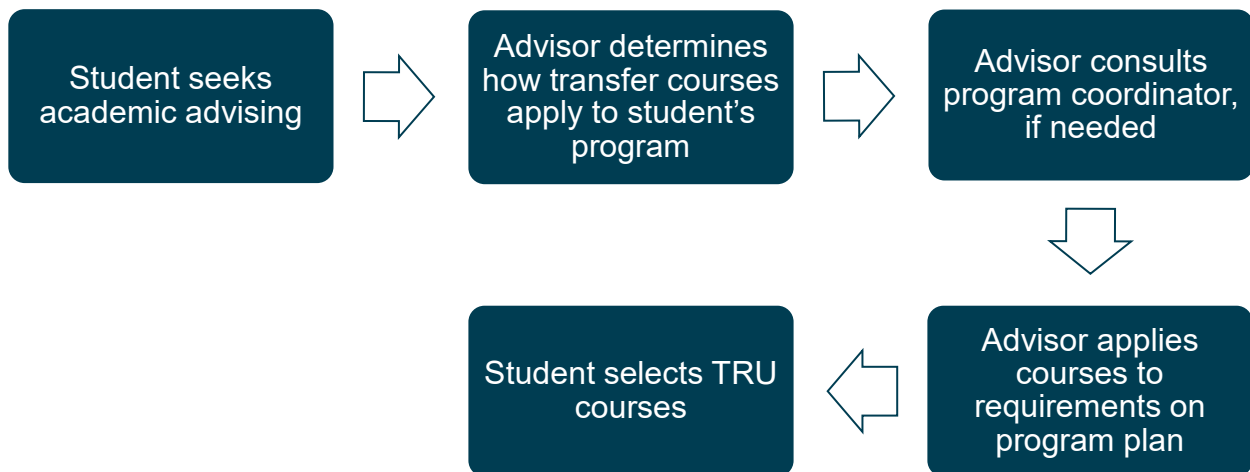 Student seeks
academic advising
Advisor determines
how transfer courses
apply to student’s
program
Advisor consults
program coordinator,
if needed
Advisor applies
courses to
requirements on
program plan
Student selects TRU
courses